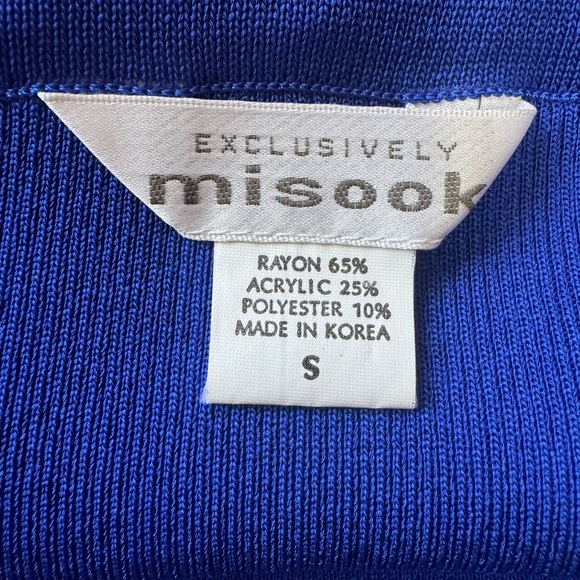 EXCLUSIVELY
misook
RAYON 65%
ACRYLIC 25%
POLYESTER 10%
MADE IN KOREA
S